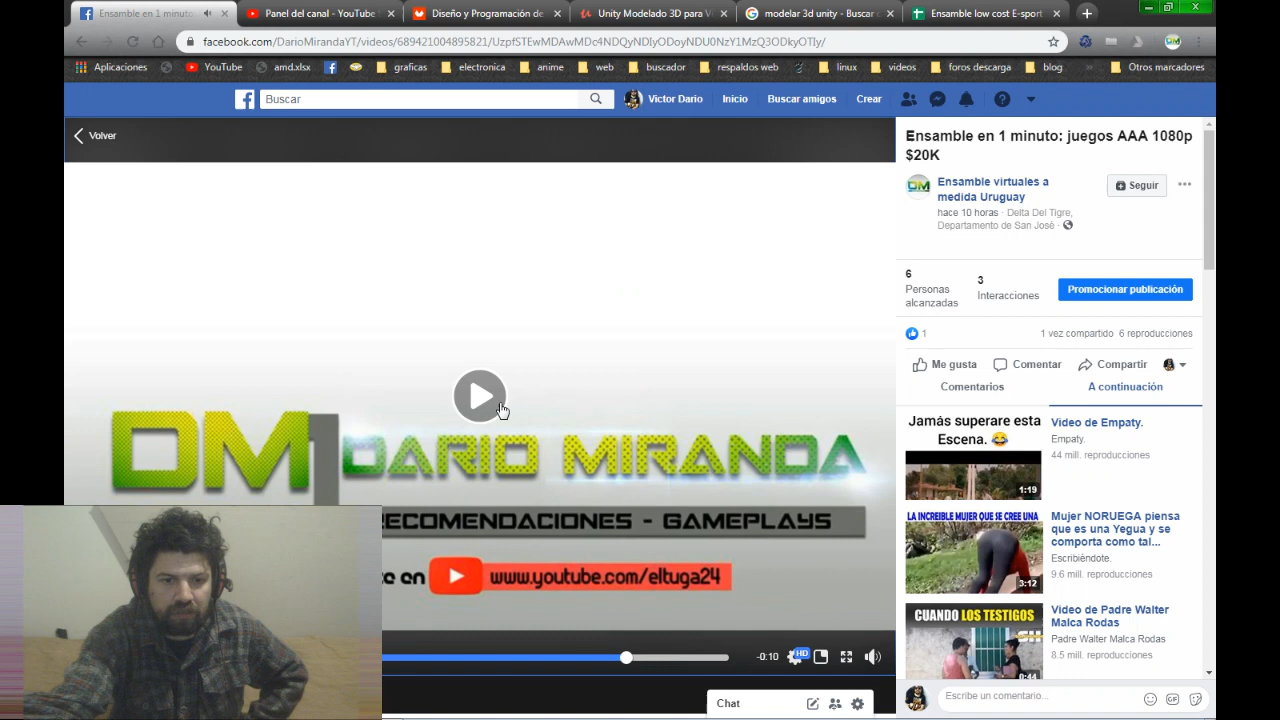 Ensamble en 1 minuto
Panel del canal - YouTube
Diseño y Programación de
Unity Modelado 3D para V
modelar 3d unity - Buscar
Ensamble low cost E-sport
facebook.com/DarioMirandaYT/videos/689421004895821/UzpfSTEwMDAwMDc4NDQyNDIyODoyNDU0NzY1MzQ3ODkyOTIy/
Aplicaciones
YouTube
amd.xlsx
graficas
electronica
anime
web
buscador
respaldos web
linux
videos
foros descarga
blog
»
Otros marcadores
Buscar
Victor Dario
Inicio
Buscar amigos
Crear
Volver
Ensamble en 1 minuto: juegos AAA 1080p
$20K
DM
Ensamble virtuales a
medida Uruguay
Seguir
hace 10 horas · Delta Del Tigre,
Departamento de San José ·
6
Personas
alcanzadas
3
Interacciones
Promocionar publicación
1
1 vez compartido 6 reproducciones
Me gusta
Comentar
Compartir
Comentarios
A continuación
Jamás superare esta
Escena.
1:19
Video de Empaty.
Empaty.
44 mill. reproducciones
LA INCREIBLE MUJER QUE SE CREE UNA
3:12
Mujer NORUEGA piensa
que es una Yegua y se
comporta como tal...
Escribiéndote.
9.6 mill. reproducciones
CUANDO LOS TESTIGOS
0:44
Video de Padre Walter
Malca Rodas
Padre Walter Malca Rodas
8.5 mill. reproducciones
DM
DARIO MIRANDA
ECOMENDACIONES - GAMEPLAYS
en
www.youtube.com/eltuga24
-0:10
HD
Chat
Escribe un comentario...
GIF